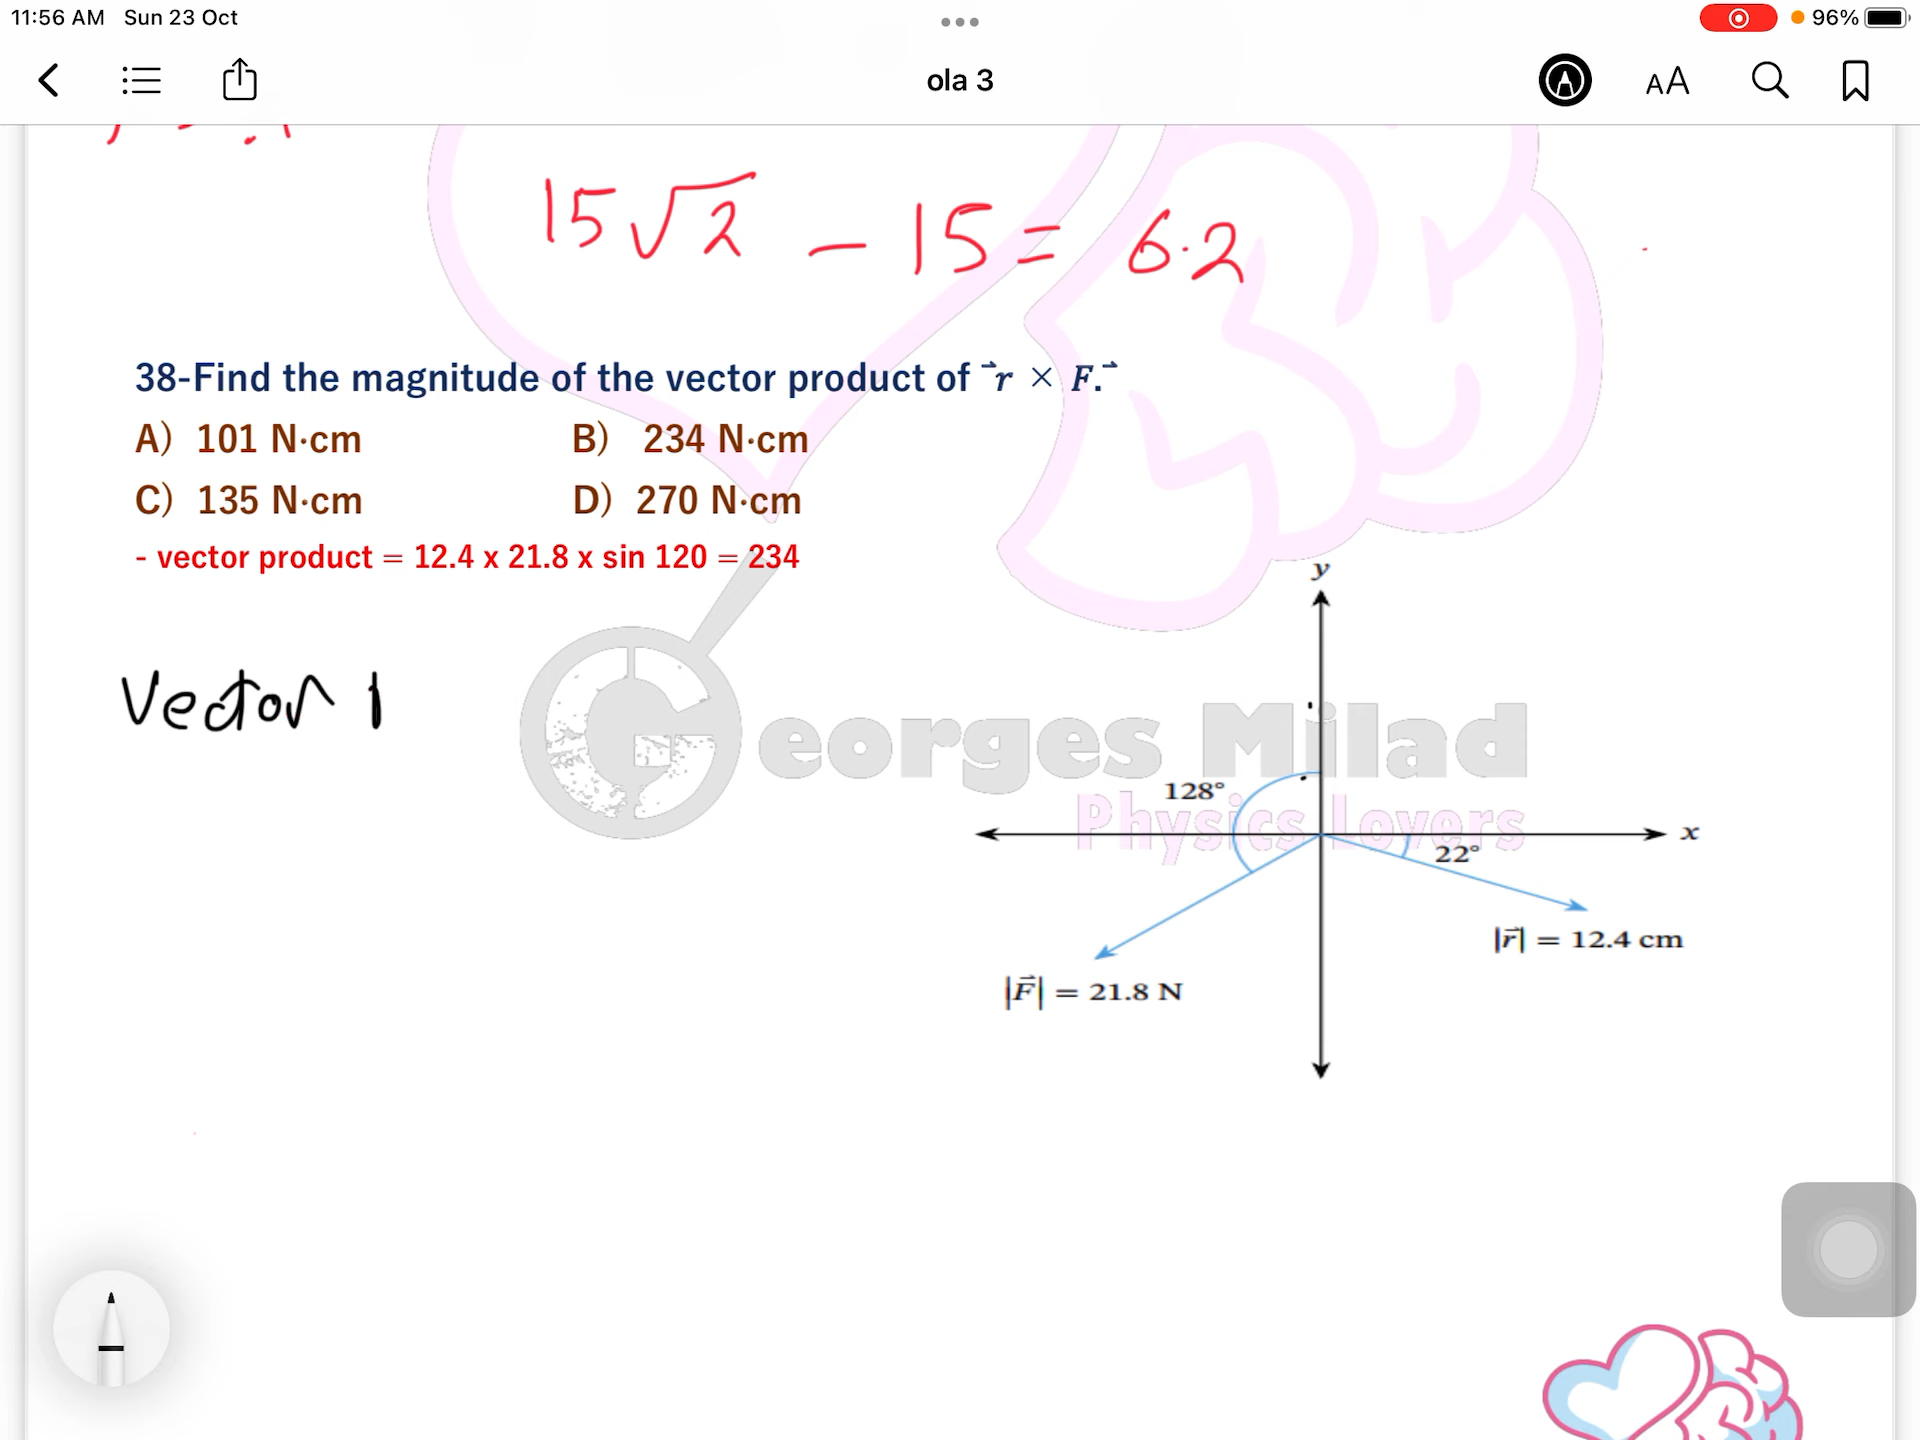 11:56 AM Sun 23 Oct
96%
ola 3
AA
15√2 - 15 = 6.2
38-Find the magnitude of the vector product of ⃗r × F.⃗
A) 101 N·cm B) 234 N·cm
C) 135 N·cm D) 270 N·cm
- vector product = 12.4 x 21.8 x sin 120 = 234
y
Vector 1
Georges Milad
128°
Physics Lovers
x
22°
|r⃗| = 12.4 cm
|F⃗| = 21.8 N